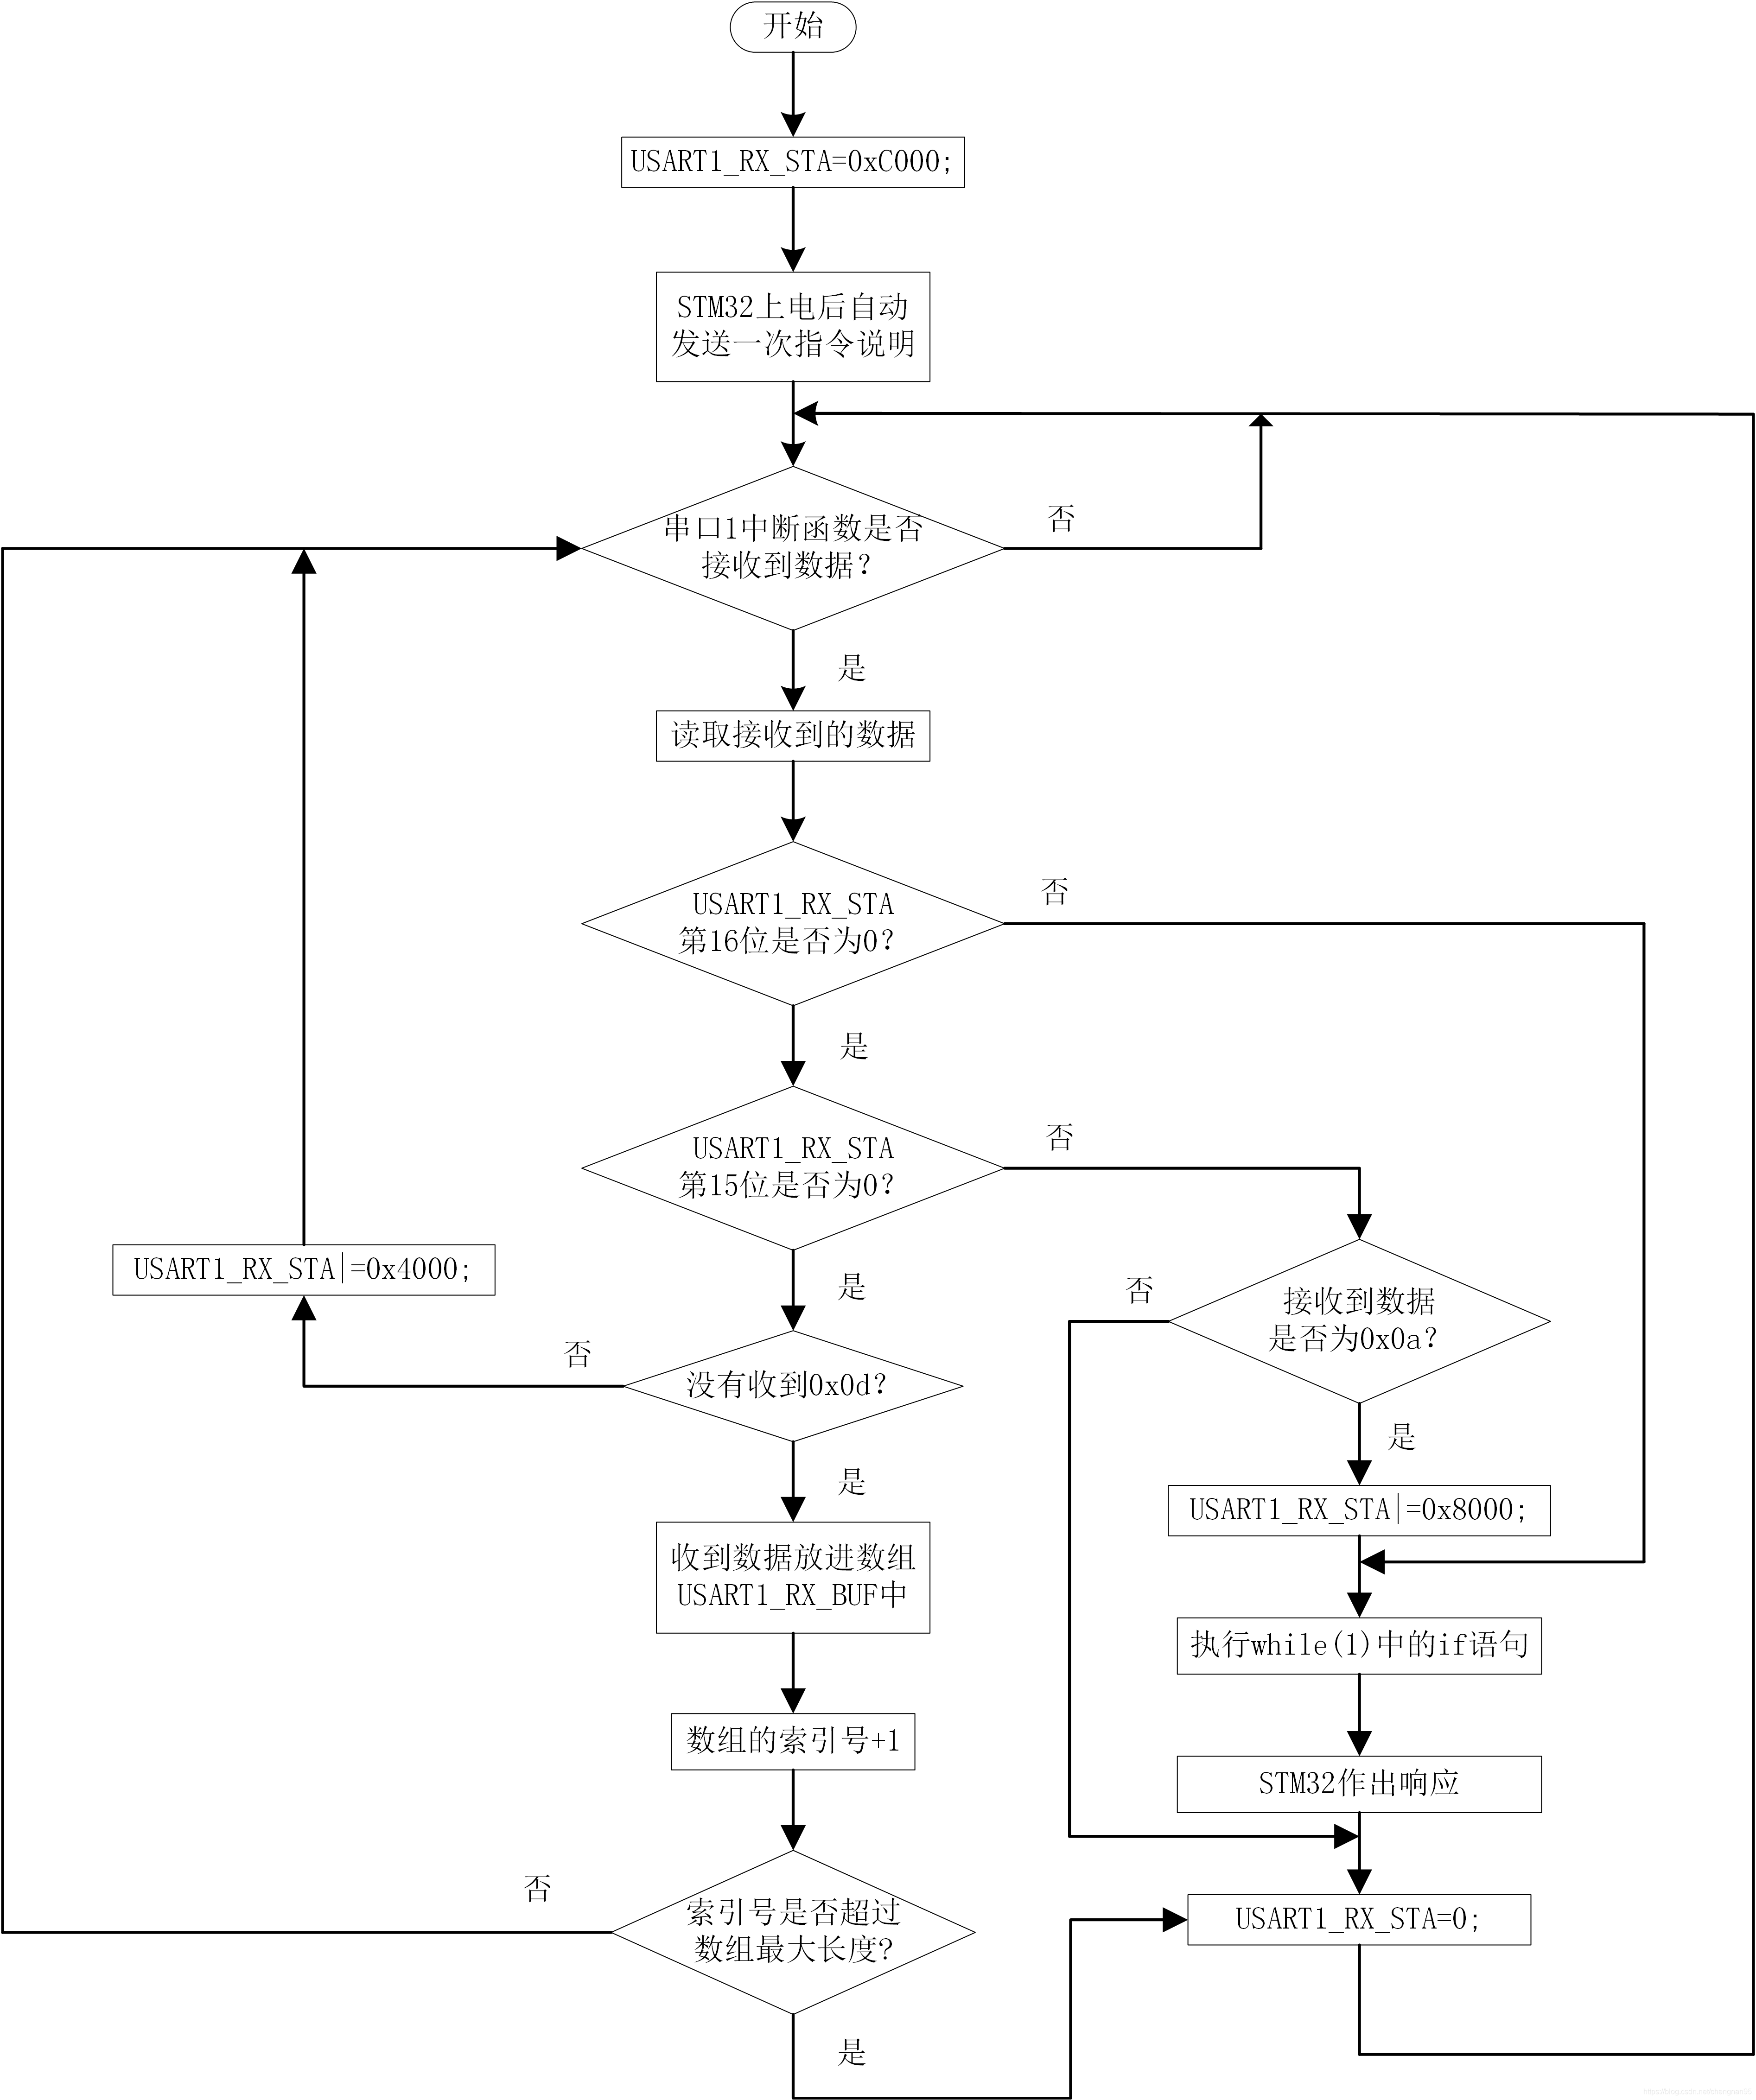 开始
USART1_RX_STA=0xC000;
STM32上电后自动
发送一次指令说明
串口1中断函数是否
接收到数据?
否
是
读取接收到的数据
USART1_RX_STA
第16位是否为0?
否
是
USART1_RX_STA
第15位是否为0?
否
是
USART1_RX_STA|=0x4000;
接收到数据
是否为0x0a?
否
是
没有收到0x0d?
否
是
USART1_RX_STA|=0x8000;
收到数据放进数组
USART1_RX_BUF中
执行while(1)中的if语句
数组的索引号+1
STM32作出响应
索引号是否超过
数组最大长度?
否
是
USART1_RX_STA=0;